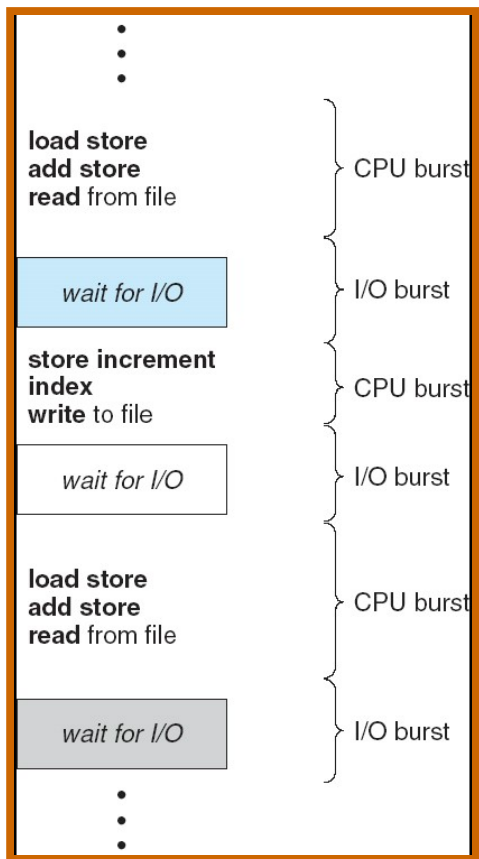 load store
add store
read from file
CPU burst
wait for I/O
I/O burst
store increment
index
write to file
CPU burst
wait for I/O
I/O burst
load store
add store
read from file
CPU burst
wait for I/O
I/O burst